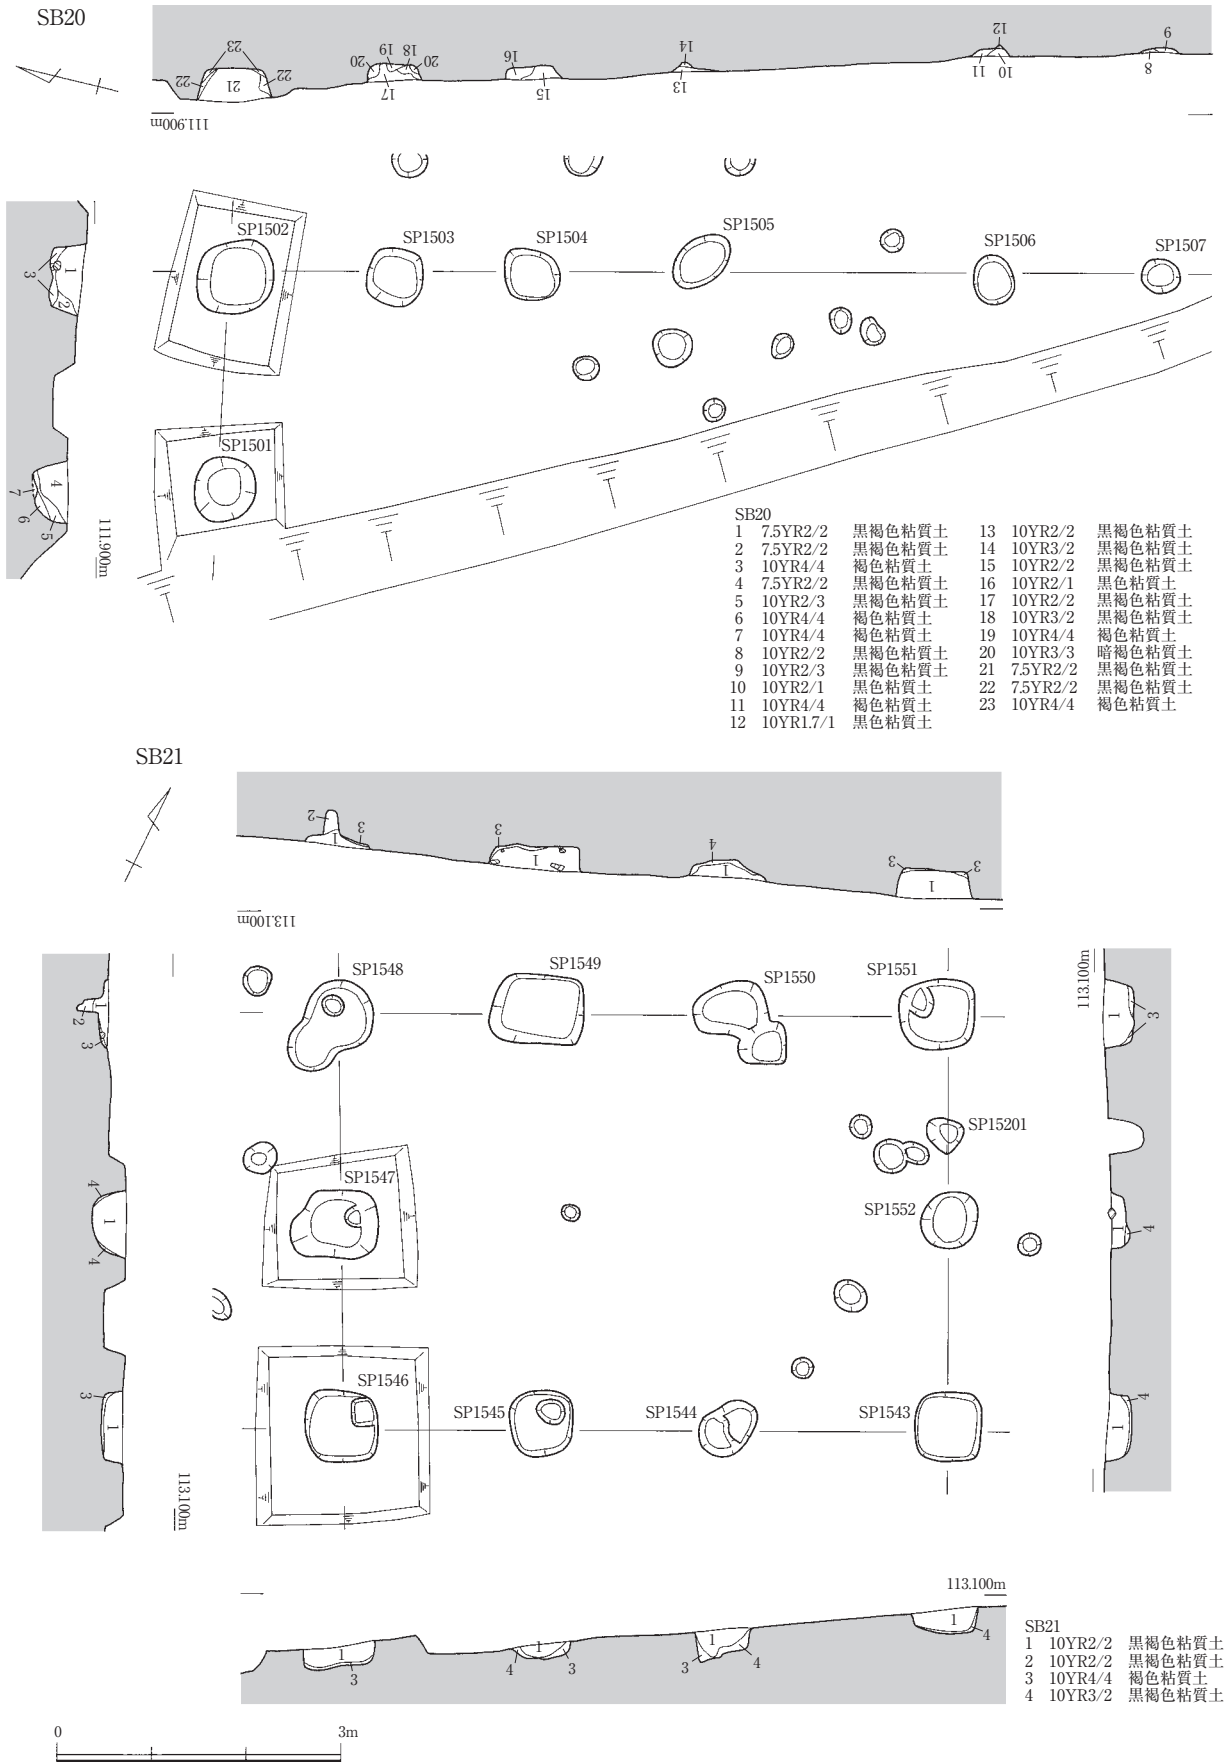 SB20
23
19
18
20
20
16
14
12
9
22
21
22
17
15
13
11
10
8
111.900m
SP1502
SP1503
SP1504
SP1505
SP1506
SP1507
1
3
2
SP1501
4
7
6
5
111.900m
SB20
1 7.5YR2/2 黒褐色粘質土
2 7.5YR2/2 黒褐色粘質土
3 10YR4/4 褐色粘質土
4 7.5YR2/2 黒褐色粘質土
5 10YR2/3 黒褐色粘質土
6 10YR4/4 褐色粘質土
7 10YR4/4 褐色粘質土
8 10YR2/2 黒褐色粘質土
9 10YR2/3 黒褐色粘質土
10 10YR2/1 黒色粘質土
11 10YR4/4 褐色粘質土
12 10YR1.7/1 黒色粘質土
13 10YR2/2 黒褐色粘質土
14 10YR3/2 黒褐色粘質土
15 10YR2/2 黒褐色粘質土
16 10YR2/1 黒色粘質土
17 10YR2/2 黒褐色粘質土
18 10YR3/2 黒褐色粘質土
19 10YR4/4 褐色粘質土
20 10YR3/3 暗褐色粘質土
21 7.5YR2/2 黒褐色粘質土
22 7.5YR2/2 黒褐色粘質土
23 10YR4/4 褐色粘質土
SB21
2
3
1
3
1
4
1
3
3
1
113.100m
SP1548
SP1549
SP1550
SP1551
113.100m
1
2
3
1
3
SP15201
SP1547
SP1552
4
1
4
1
4
SP1546
SP1545
SP1544
SP1543
3
1
4
1
113.100m
113.100m
1
3
1
4
3
1
3
4
1
4
SB21
1 10YR2/2 黒褐色粘質土
2 10YR2/2 黒褐色粘質土
3 10YR4/4 褐色粘質土
4 10YR3/2 黒褐色粘質土
0 3m